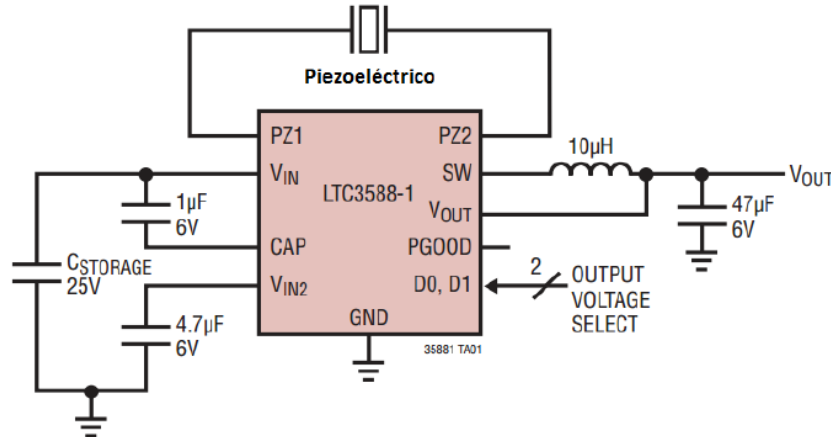 Piezoeléctrico
PZ1
PZ2
10µH
VIN
SW
LTC3588-1
VOUT
1µF
6V
VOUT
47µF
6V
CAP
PGOOD
CSTORAGE
25V
VIN2
D0, D1
2
OUTPUT
VOLTAGE
SELECT
4.7µF
6V
GND
35881 TA01